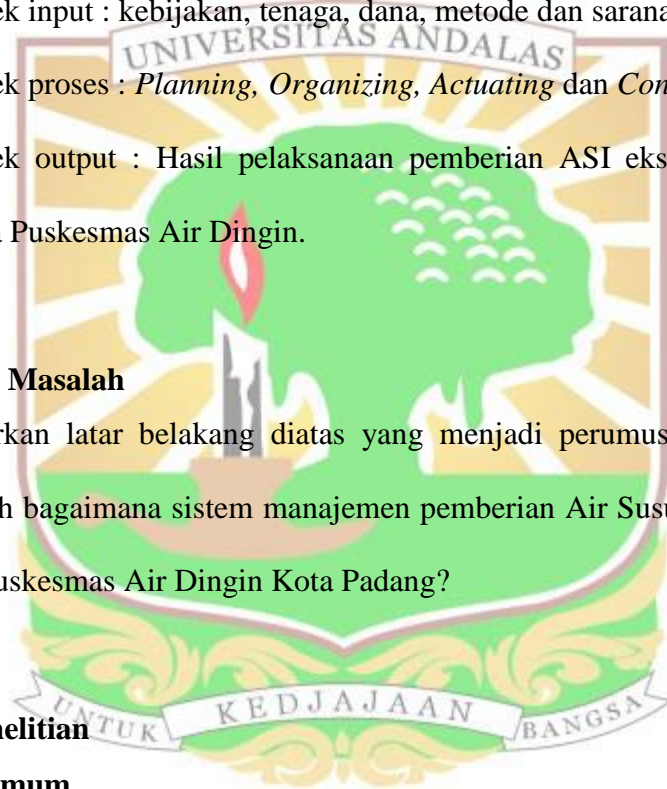 ek input : kebijakan, tenaga, dana, metode dan sarana
UNIVERSITAS ANDALAS
ek proses : Planning, Organizing, Actuating dan Con
ek output : Hasil pelaksanaan pemberian ASI eks
a Puskesmas Air Dingin.
Masalah
rkan latar belakang diatas yang menjadi perumus
h bagaimana sistem manajemen pemberian Air Susu
uskesmas Air Dingin Kota Padang?
UNTUK KEDJAJAAN BANGSA
nelitian
mum